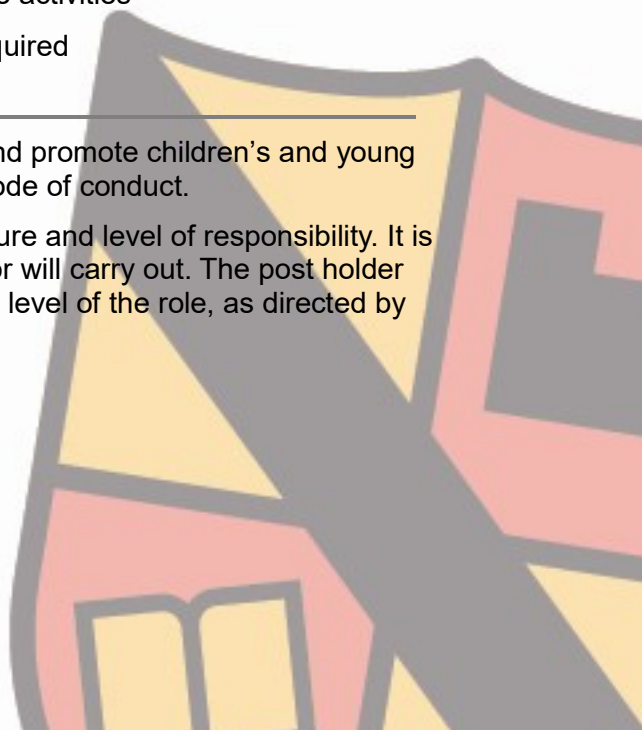 activities
quired
nd promote children’s and young
ode of conduct.
ure and level of responsibility. It is
or will carry out. The post holder
level of the role, as directed by